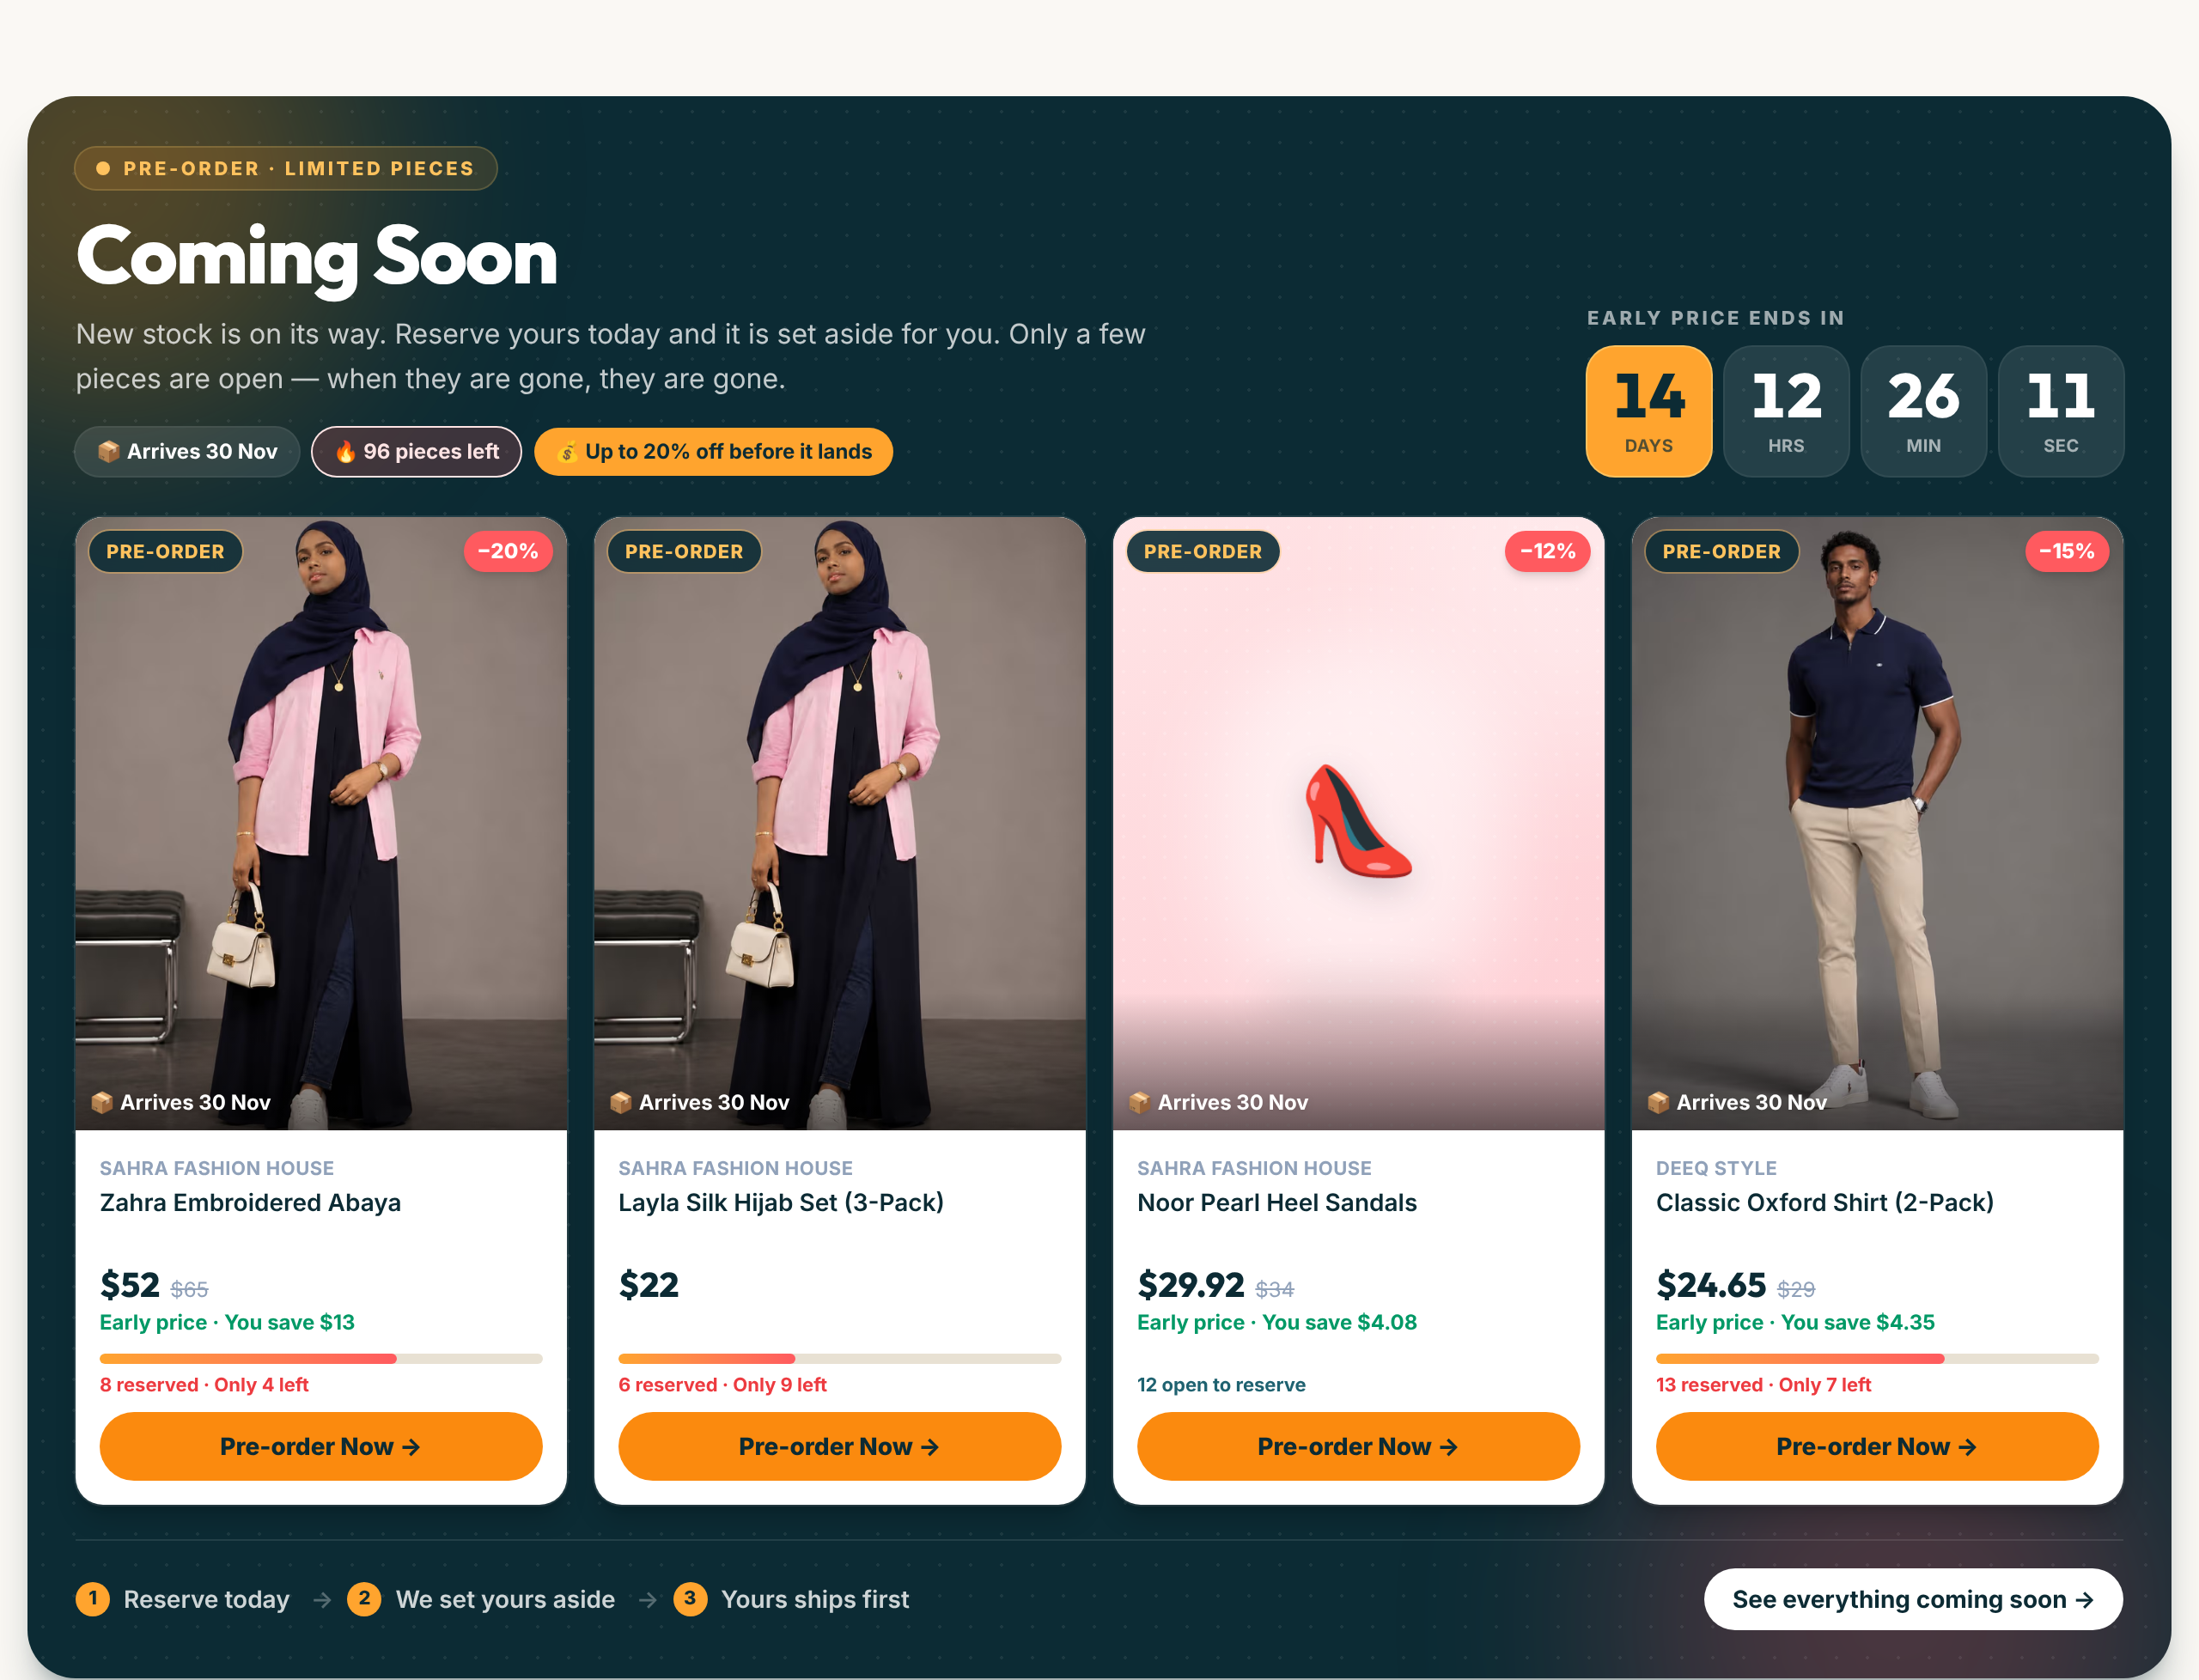 PRE-ORDER · LIMITED PIECES
Coming Soon
New stock is on its way. Reserve yours today and it is set aside for you. Only a few
pieces are open — when they are gone, they are gone.
📦 Arrives 30 Nov
🔥 96 pieces left
💰 Up to 20% off before it lands
EARLY PRICE ENDS IN
14 12 26 11
DAYS HRS MIN SEC
PRE-ORDER
−20%
📦 Arrives 30 Nov
SAHRA FASHION HOUSE
Zahra Embroidered Abaya
$52 $65
Early price · You save $13
8 reserved · Only 4 left
Pre-order Now →
PRE-ORDER
📦 Arrives 30 Nov
SAHRA FASHION HOUSE
Layla Silk Hijab Set (3-Pack)
$22
6 reserved · Only 9 left
Pre-order Now →
PRE-ORDER
−12%
📦 Arrives 30 Nov
SAHRA FASHION HOUSE
Noor Pearl Heel Sandals
$29.92 $34
Early price · You save $4.08
12 open to reserve
Pre-order Now →
PRE-ORDER
−15%
📦 Arrives 30 Nov
DEEQ STYLE
Classic Oxford Shirt (2-Pack)
$24.65 $29
Early price · You save $4.35
13 reserved · Only 7 left
Pre-order Now →
1 Reserve today → 2 We set yours aside → 3 Yours ships first
See everything coming soon →